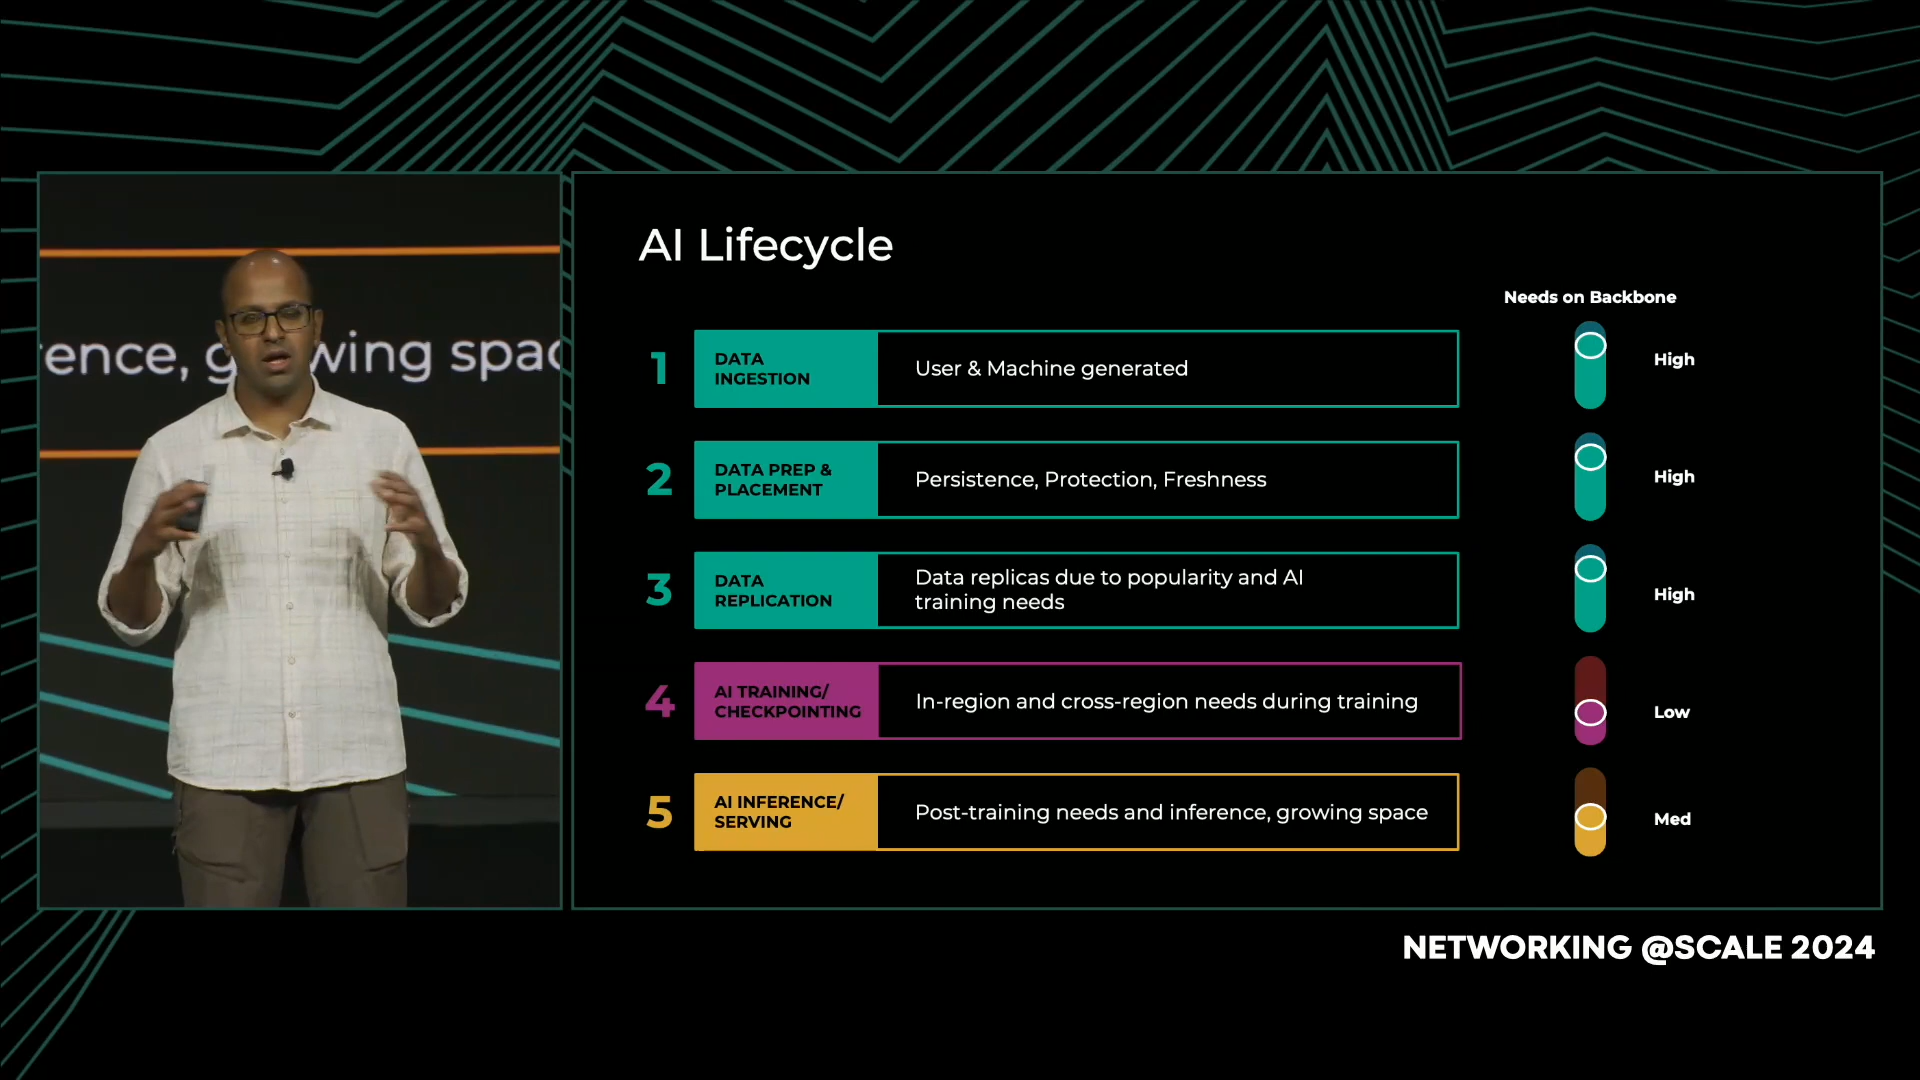 rence, g wing spac
AI Lifecycle
Needs on Backbone
1
DATA
INGESTION
User & Machine generated
High
2
DATA PREP &
PLACEMENT
Persistence, Protection, Freshness
High
3
DATA
REPLICATION
Data replicas due to popularity and AI
training needs
High
4
AI TRAINING/
CHECKPOINTING
In-region and cross-region needs during training
Low
5
AI INFERENCE/
SERVING
Post-training needs and inference, growing space
Med
NETWORKING @SCALE 2024